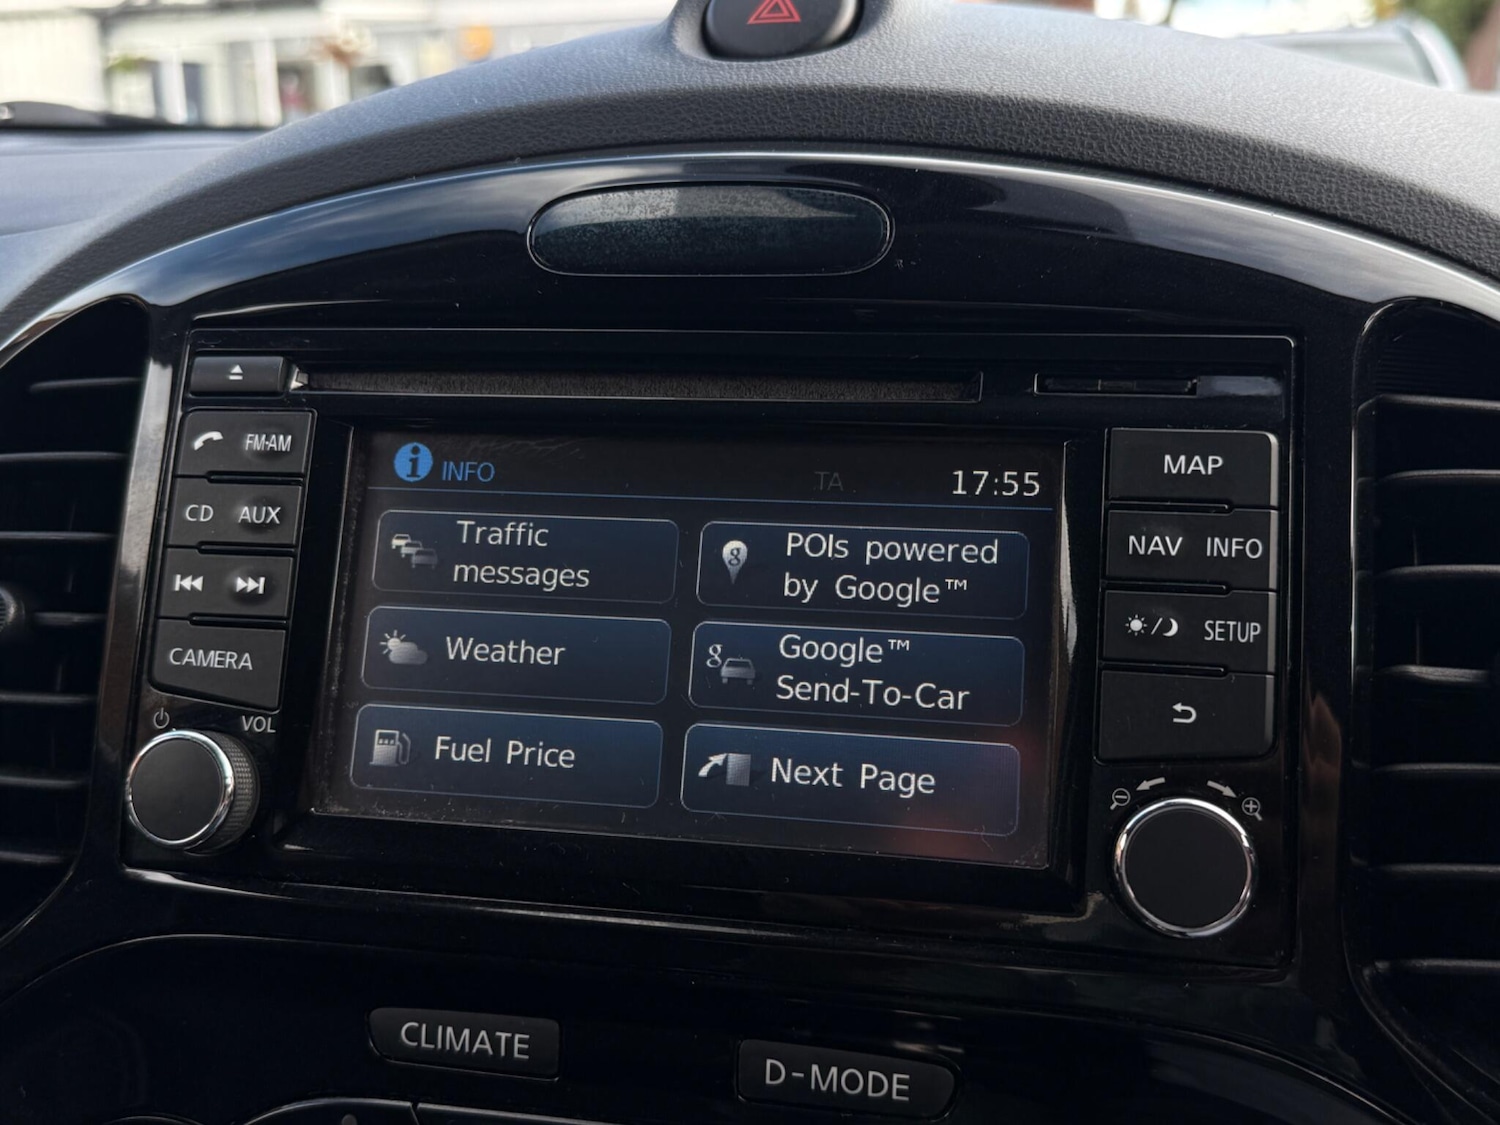 FM-AM
CD AUX
CAMERA
VOL
INFO
TA
17:55
Traffic
messages
POIs powered
by Google™
Weather
Google™
Send-To-Car
Fuel Price
Next Page
MAP
NAV INFO
SETUP
CLIMATE
D-MODE